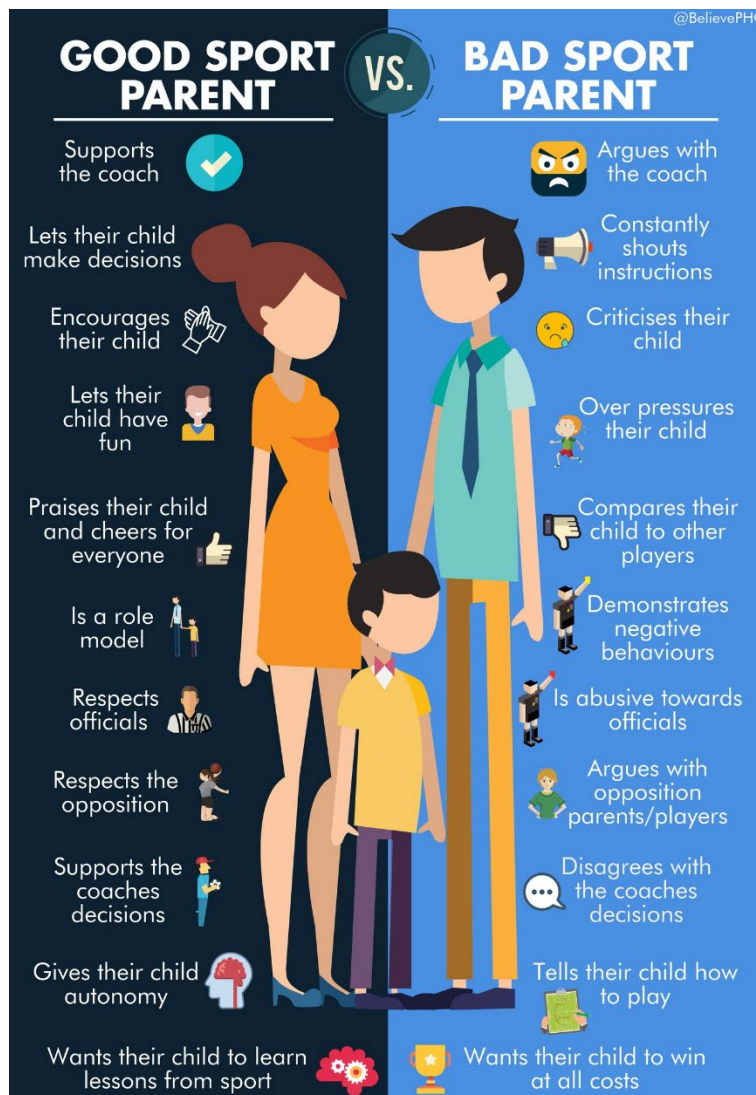 @BelievePHQ
GOOD SPORT
PARENT
VS.
BAD SPORT
PARENT
Supports
the coach
Lets their child
make decisions
Encourages
their child
Lets their
child have
fun
Praises their child
and cheers for
everyone
Is a role
model
Respects
officials
Respects the
opposition
Supports the
coaches
decisions
Gives their child
autonomy
Wants their child to learn
lessons from sport
Argues with
the coach
Constantly
shouts
instructions
Criticises their
child
Over pressures
their child
Compares their
child to other
players
Demonstrates
negative
behaviours
Is abusive towards
officials
Argues with
opposition
parents/players
Disagrees with
the coaches
decisions
Tells their child how
to play
Wants their child to win
at all costs